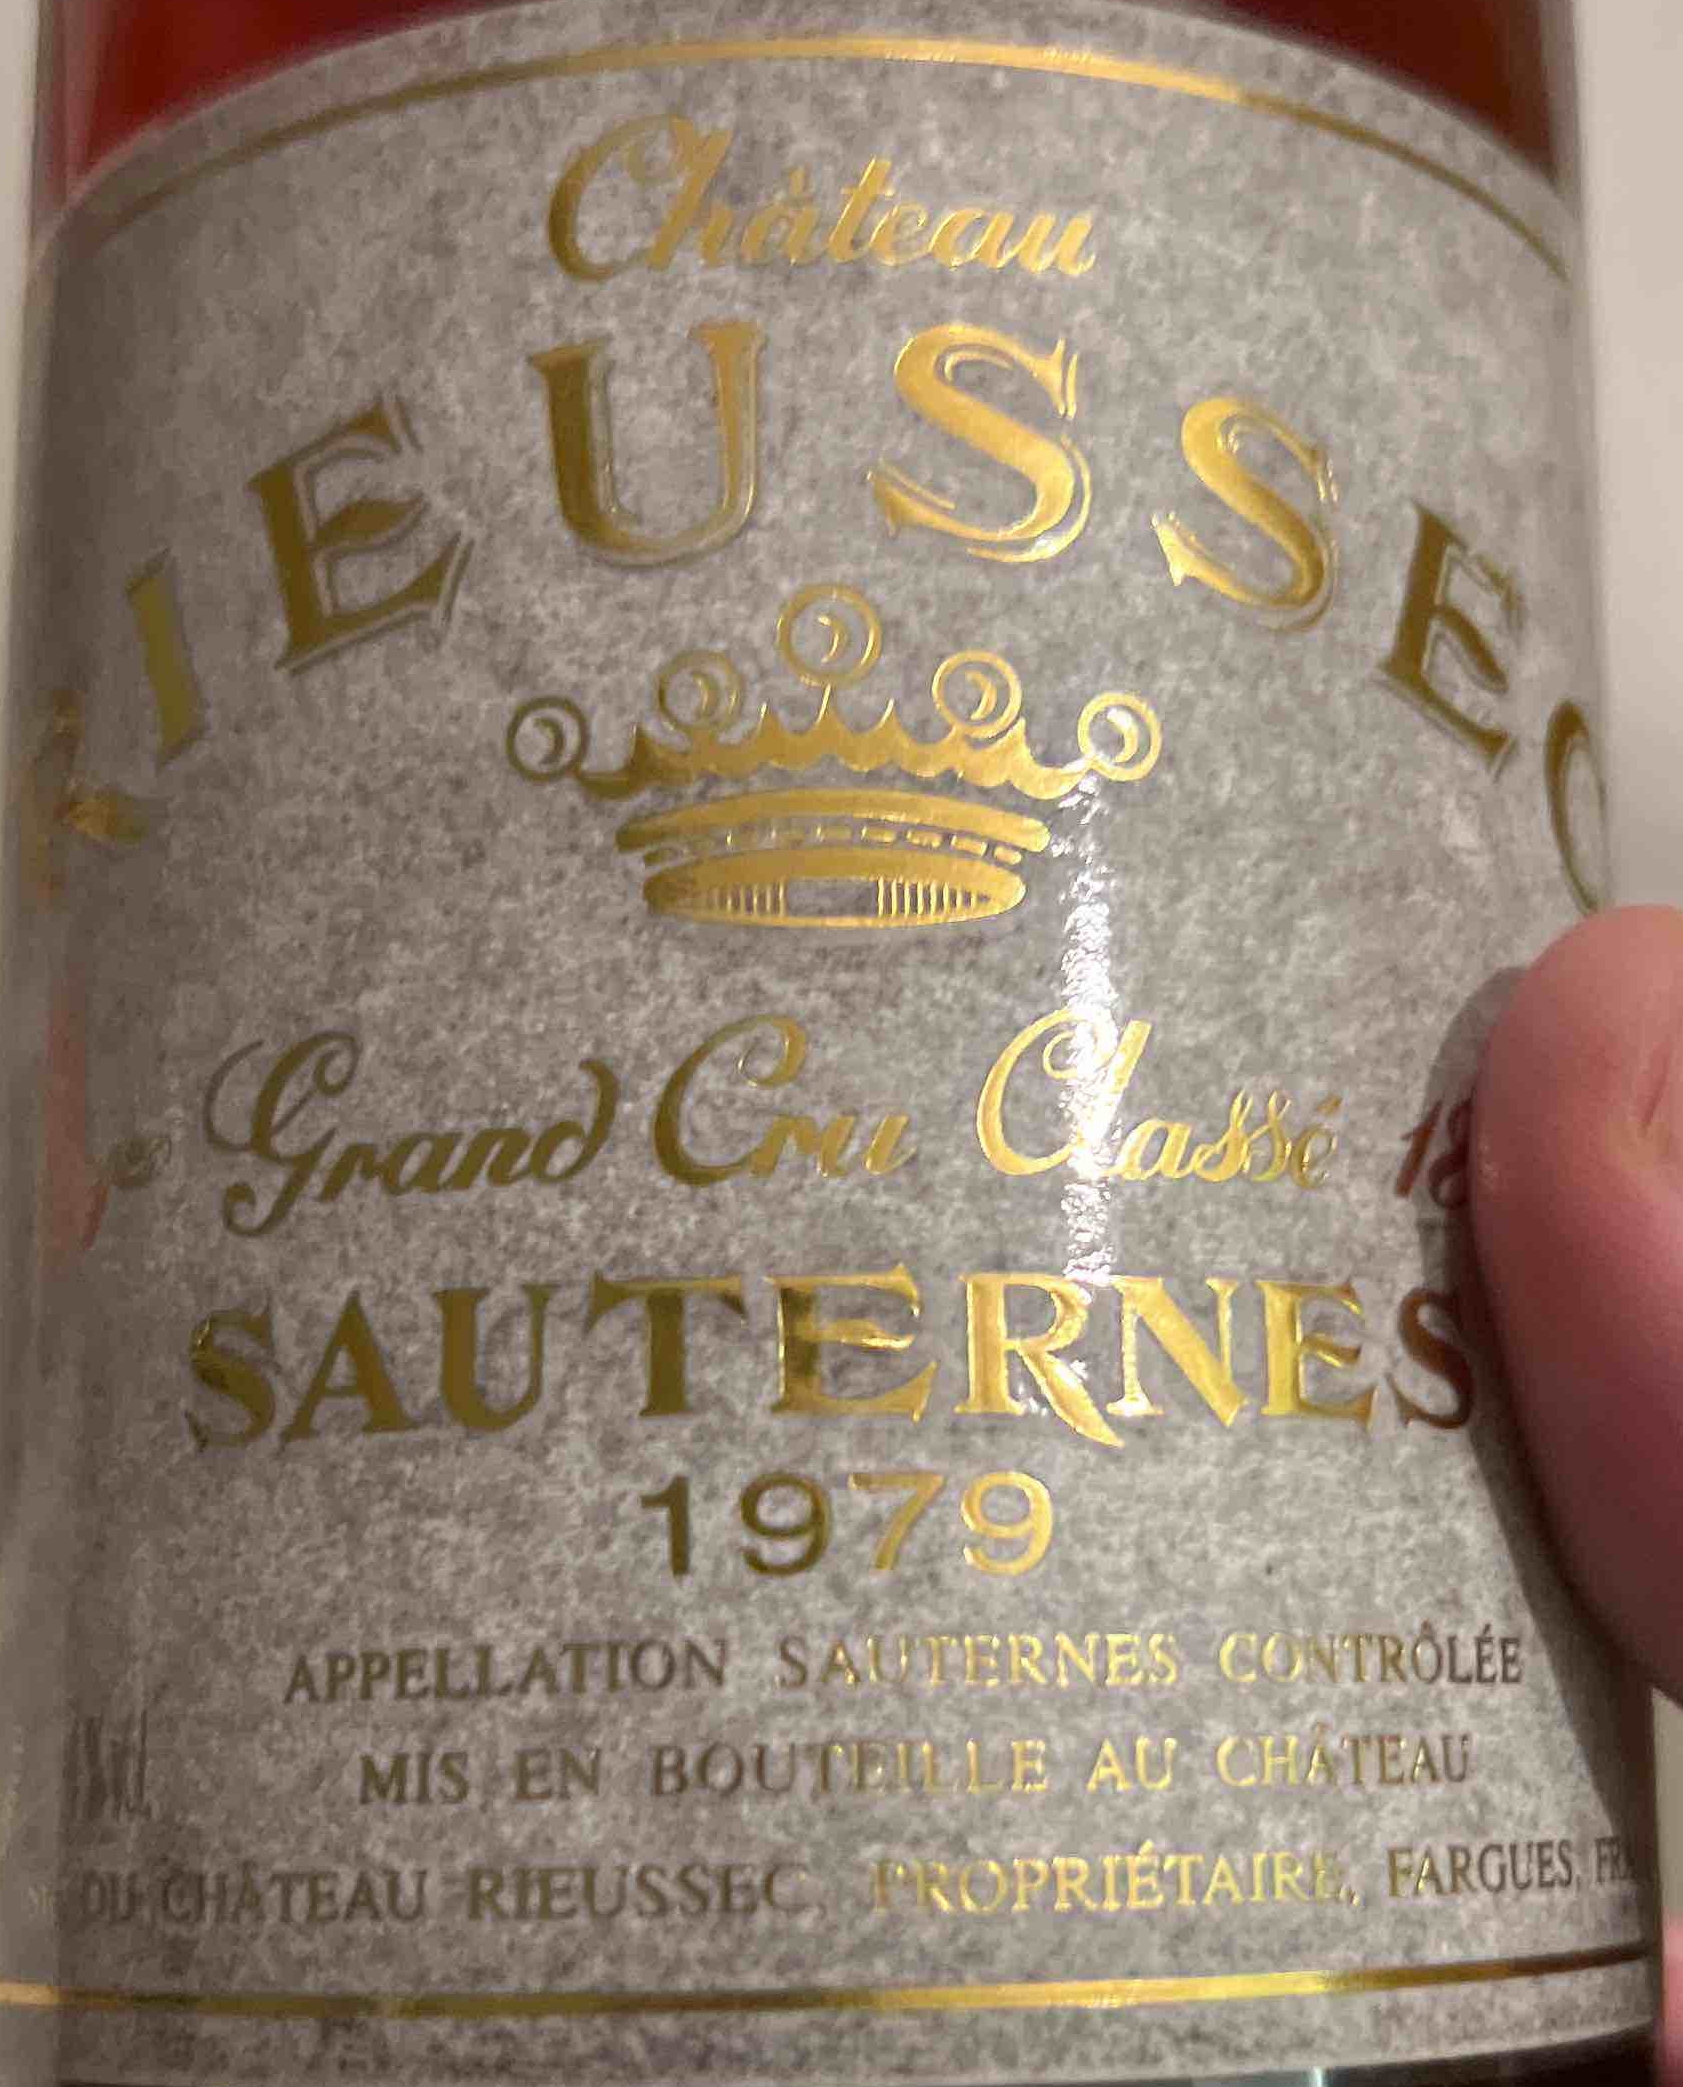 Château
RIEUSSEC
Grand Cru Classé
SAUTERNES
1979
APPELLATION SAUTERNES CONTRÔLÉE
MIS EN BOUTEILLE AU CHÂTEAU
DU CHÂTEAU RIEUSSEC, PROPRIÉTAIRE, FARGUES,